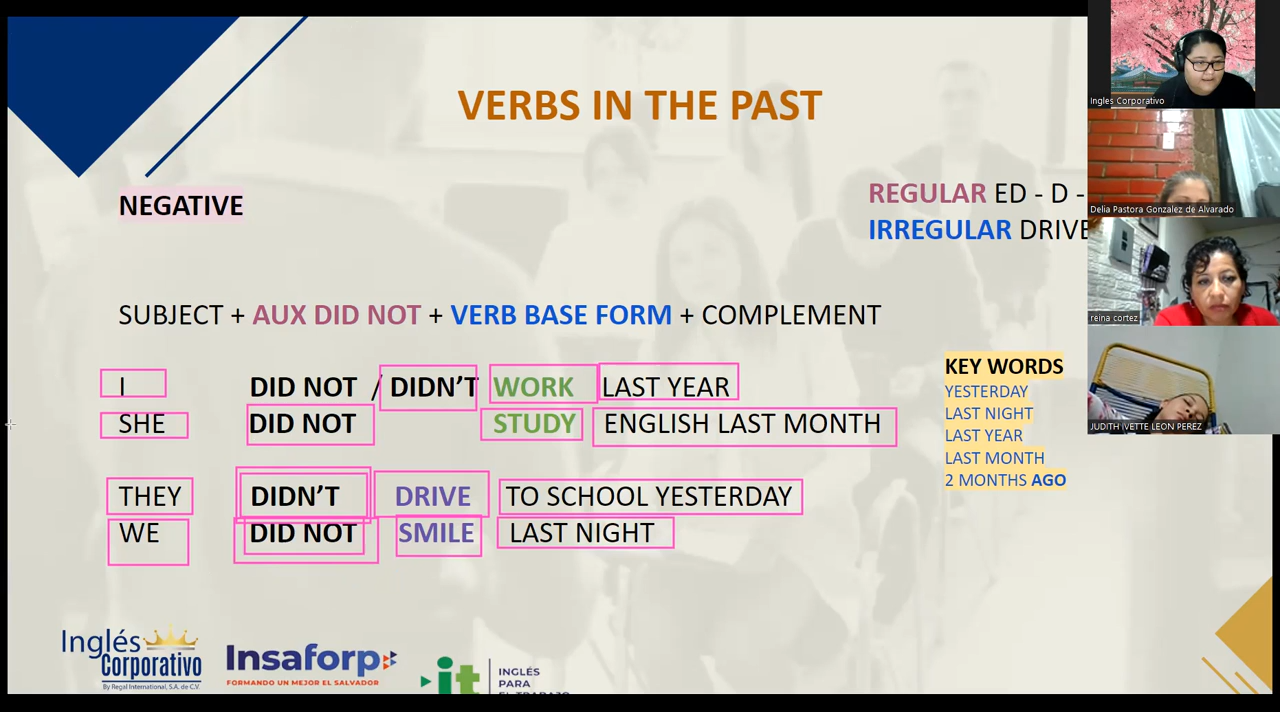 VERBS IN THE PAST
NEGATIVE
REGULAR ED - D -
IRREGULAR DRIVE
SUBJECT + AUX DID NOT + VERB BASE FORM + COMPLEMENT
I DID NOT / DIDN'T WORK LAST YEAR
SHE DID NOT STUDY ENGLISH LAST MONTH
THEY DIDN'T DRIVE TO SCHOOL YESTERDAY
WE DID NOT SMILE LAST NIGHT
KEY WORDS
YESTERDAY
LAST NIGHT
LAST YEAR
LAST MONTH
2 MONTHS AGO
Inglés
Corporativo
By Regal International, S.A. de C.V.
Insaforp
FORMANDO UN MEJOR EL SALVADOR
it
INGLÉS
PARA
EL TRABAJO
Ingles Corporativo
Delia Pastora Gonzalez de Alvarado
reina cortez
JUDITH IVETTE LEON PEREZ